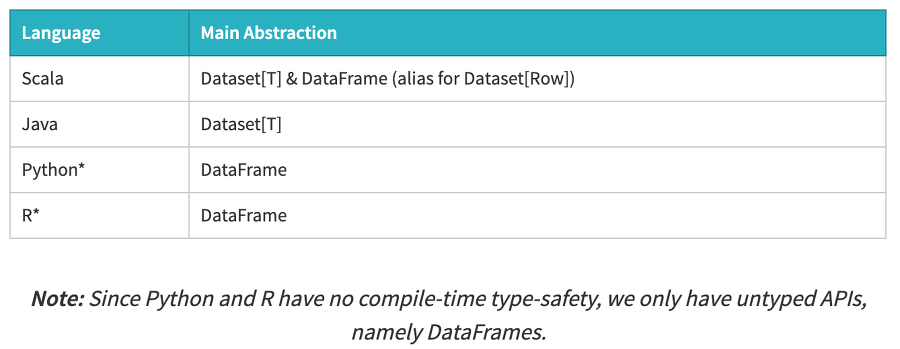 Language Main Abstraction
Scala Dataset[T] & DataFrame (alias for Dataset[Row])
Java Dataset[T]
Python* DataFrame
R* DataFrame
Note: Since Python and R have no compile-time type-safety, we only have untyped APIs,
namely DataFrames.